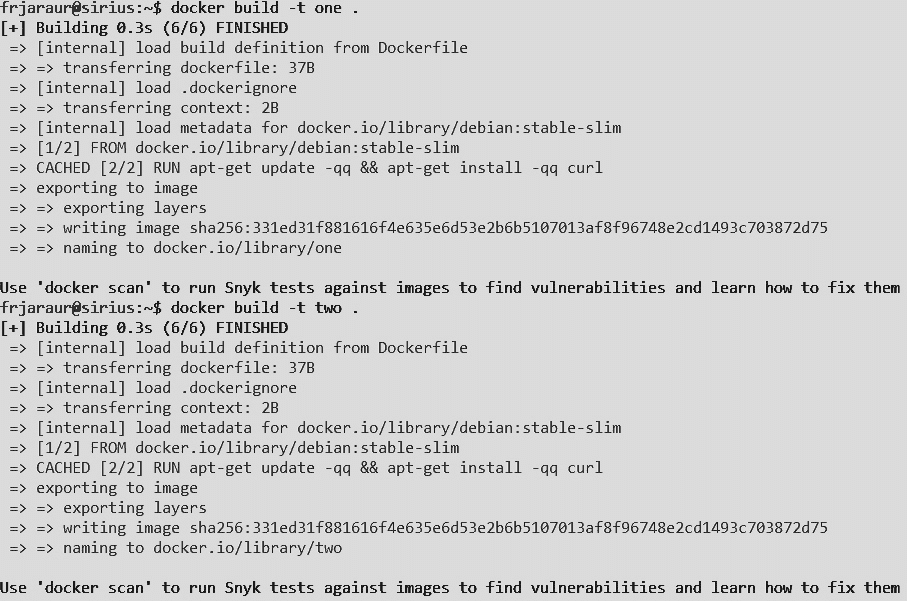 frjaraur@sirius:~$ docker build -t one .
[+] Building 0.3s (6/6) FINISHED
=> [internal] load build definition from Dockerfile
=> => transferring dockerfile: 37B
=> [internal] load .dockerignore
=> => transferring context: 2B
=> [internal] load metadata for docker.io/library/debian:stable-slim
=> [1/2] FROM docker.io/library/debian:stable-slim
=> CACHED [2/2] RUN apt-get update -qq && apt-get install -qq curl
=> exporting to image
=> => exporting layers
=> => writing image sha256:331ed31f881616f4e635e6d53e2b6b5107013af8f96748e2cd1493c703872d75
=> => naming to docker.io/library/one
Use 'docker scan' to run Snyk tests against images to find vulnerabilities and learn how to fix them
frjaraur@sirius:~$ docker build -t two .
[+] Building 0.3s (6/6) FINISHED
=> [internal] load build definition from Dockerfile
=> => transferring dockerfile: 37B
=> [internal] load .dockerignore
=> => transferring context: 2B
=> [internal] load metadata for docker.io/library/debian:stable-slim
=> [1/2] FROM docker.io/library/debian:stable-slim
=> CACHED [2/2] RUN apt-get update -qq && apt-get install -qq curl
=> exporting to image
=> => exporting layers
=> => writing image sha256:331ed31f881616f4e635e6d53e2b6b5107013af8f96748e2cd1493c703872d75
=> => naming to docker.io/library/two
Use 'docker scan' to run Snyk tests against images to find vulnerabilities and learn how to fix them